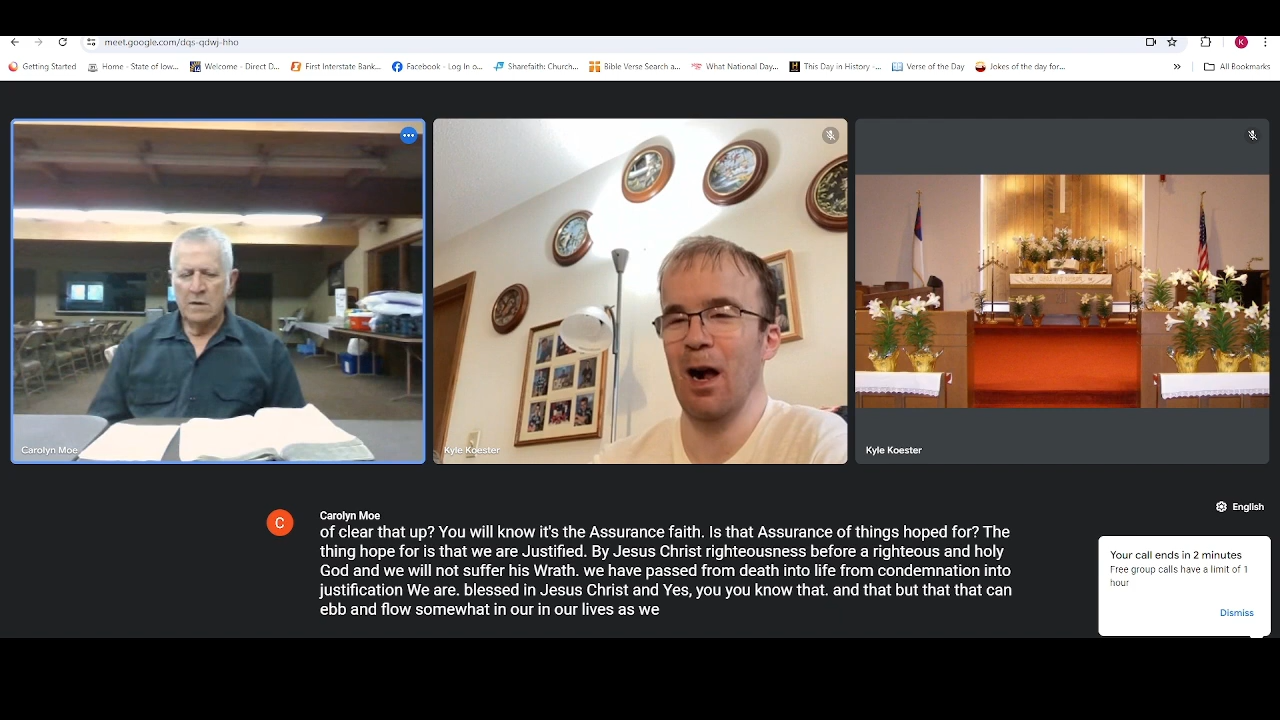 meet.google.com/dqs-qdwj-hho
Getting Started
Home - State of Iow...
Welcome - Direct D...
First Interstate Bank...
Facebook - Log In o...
Sharefaith: Church...
Bible Verse Search a...
What National Day...
This Day in History -...
Verse of the Day
Jokes of the day for...
»
All Bookmarks
K
Carolyn Moe
Kyle Koester
Kyle Koester
English
C
Carolyn Moe
of clear that up? You will know it's the Assurance faith. Is that Assurance of things hoped for? The
thing hope for is that we are Justified. By Jesus Christ righteousness before a righteous and holy
God and we will not suffer his Wrath. we have passed from death into life from condemnation into
justification We are. blessed in Jesus Christ and Yes, you you know that. and that but that that can
ebb and flow somewhat in our in our lives as we
Your call ends in 2 minutes
Free group calls have a limit of 1
hour
Dismiss